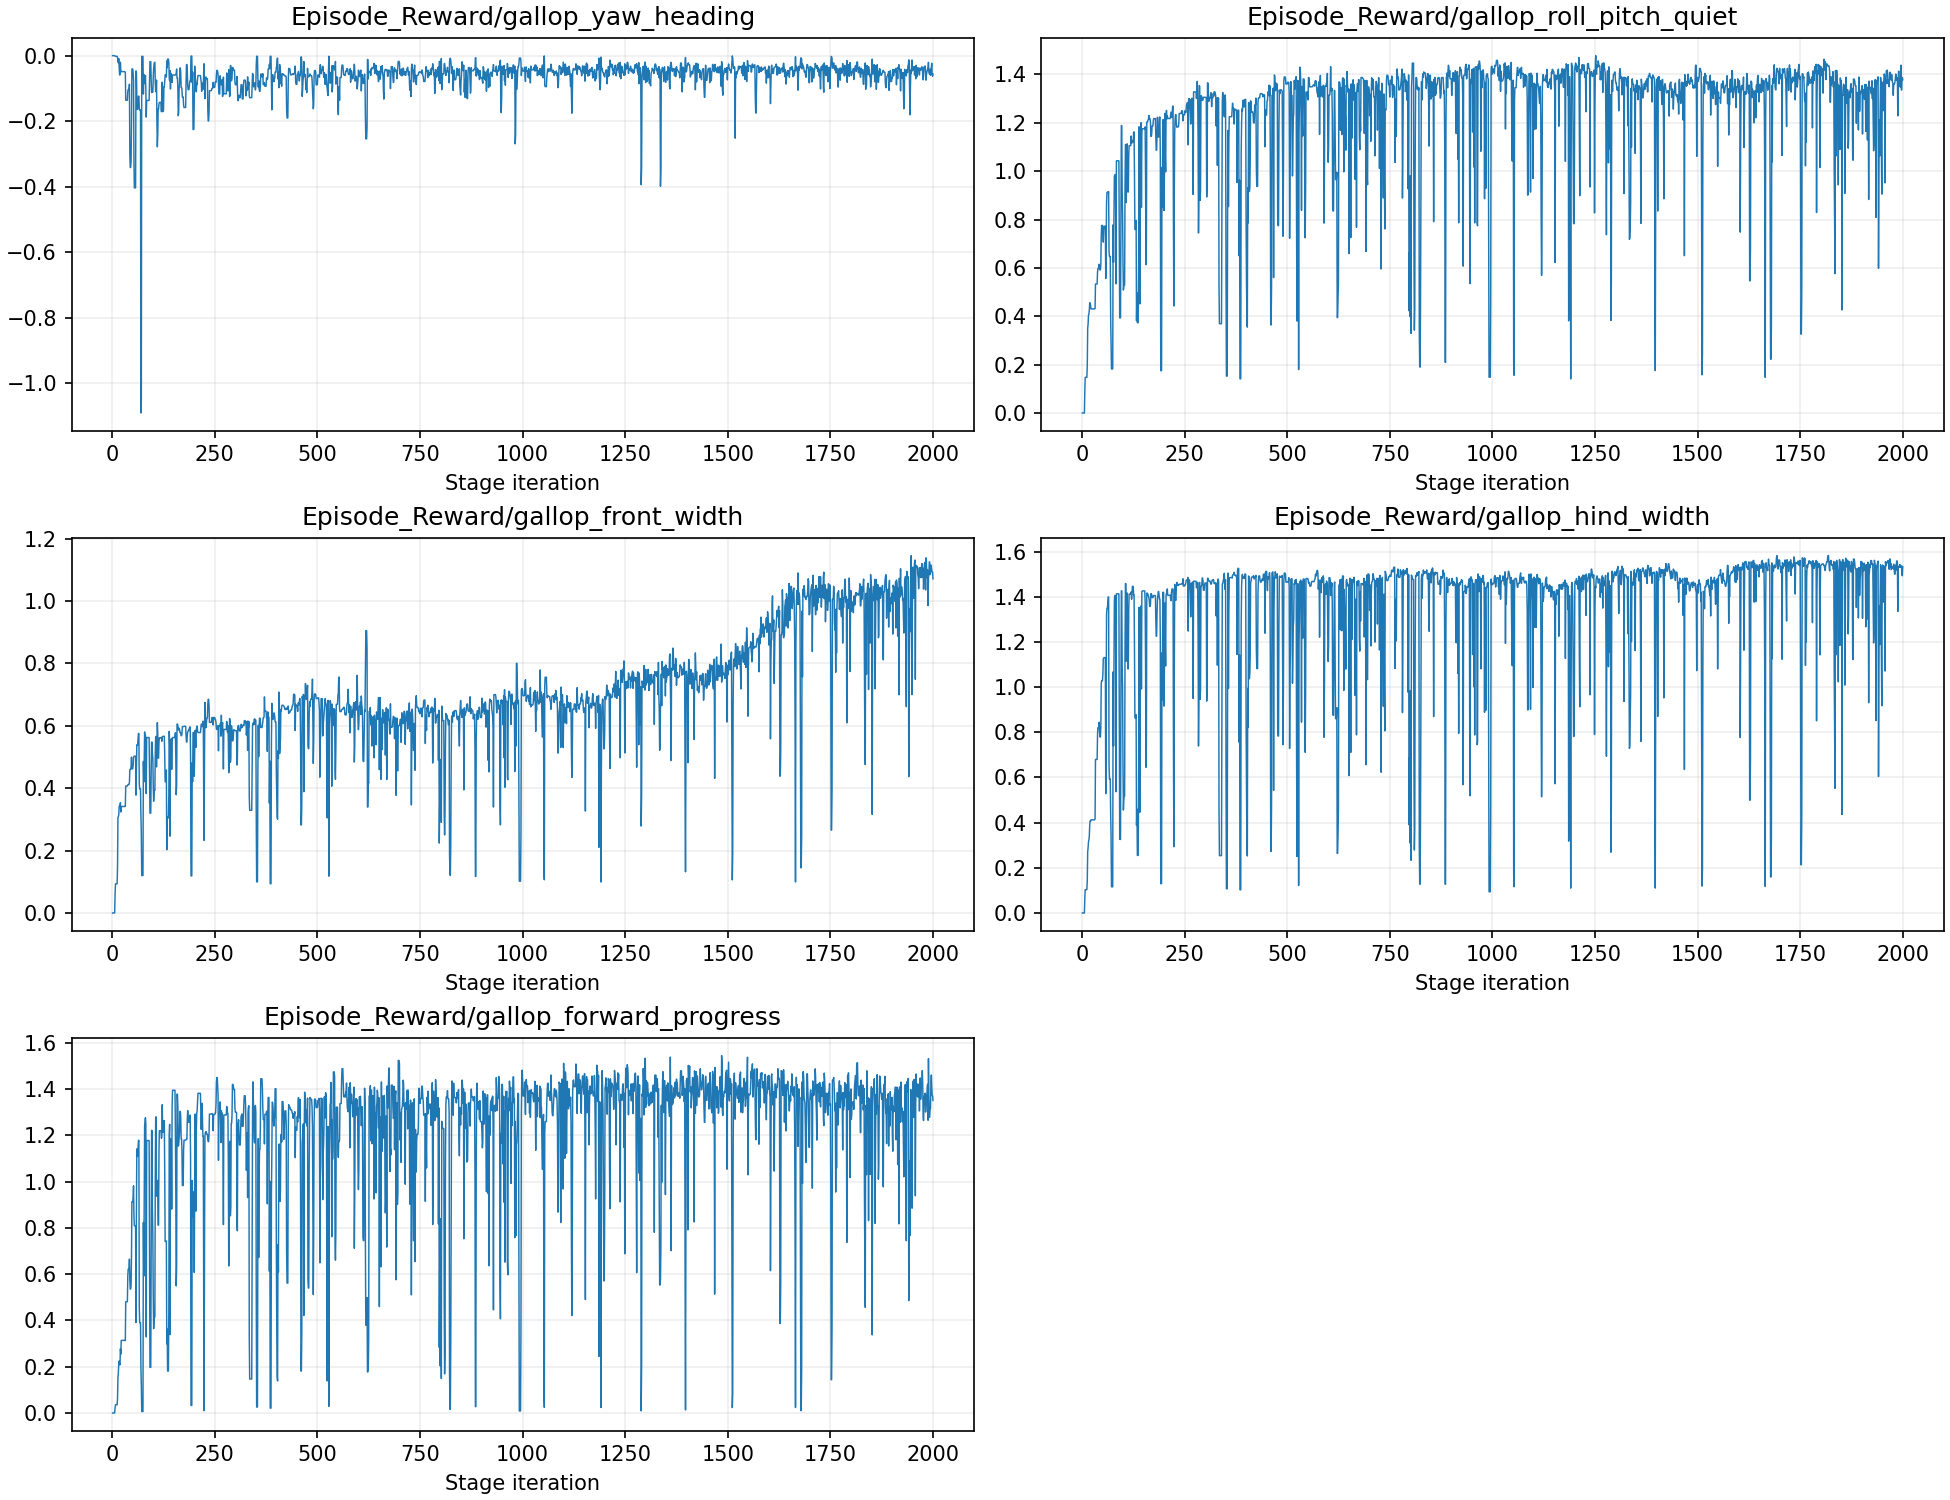 Episode_Reward/gallop_yaw_heading
0.0
−0.2
−0.4
−0.6
−0.8
−1.0
0 250 500 750 1000 1250 1500 1750 2000
Stage iteration
Episode_Reward/gallop_roll_pitch_quiet
1.4
1.2
1.0
0.8
0.6
0.4
0.2
0.0
0 250 500 750 1000 1250 1500 1750 2000
Stage iteration
Episode_Reward/gallop_front_width
1.2
1.0
0.8
0.6
0.4
0.2
0.0
0 250 500 750 1000 1250 1500 1750 2000
Stage iteration
Episode_Reward/gallop_hind_width
1.6
1.4
1.2
1.0
0.8
0.6
0.4
0.2
0.0
0 250 500 750 1000 1250 1500 1750 2000
Stage iteration
Episode_Reward/gallop_forward_progress
1.6
1.4
1.2
1.0
0.8
0.6
0.4
0.2
0.0
0 250 500 750 1000 1250 1500 1750 2000
Stage iteration